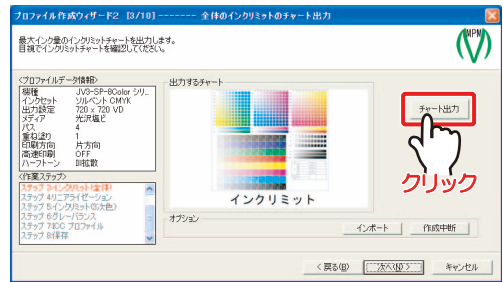 プロファイル作成ウィザード2 [3/10] ------- 全体のインクリミットのチャート出力
最大インク量のインクリミットチャートを出力します。
目視でインクリミットチャートを確認してください。
MPM
<プロファイルデータ情報>
機種 JV3-SP-8Color シリ...
インクセット ソルベント CMYK
出力設定 720 x 720 VD
メディア 光沢塩ビ
パス 4
重ね塗り 1
印刷方向 片方向
高速印刷 OFF
ハーフトーン 誤拡散
<作業ステップ>
ステップ 3インクリミット(全体)
ステップ 4リニアライゼーション
ステップ 5インクリミット(多次色)
ステップ 6グレーバランス
ステップ 7ICC プロファイル
ステップ 8保存
出力するチャート
インクリミット
チャート出力
クリック
オプション
インポート
作成中断
< 戻る(B)
次へ(N) >
キャンセル